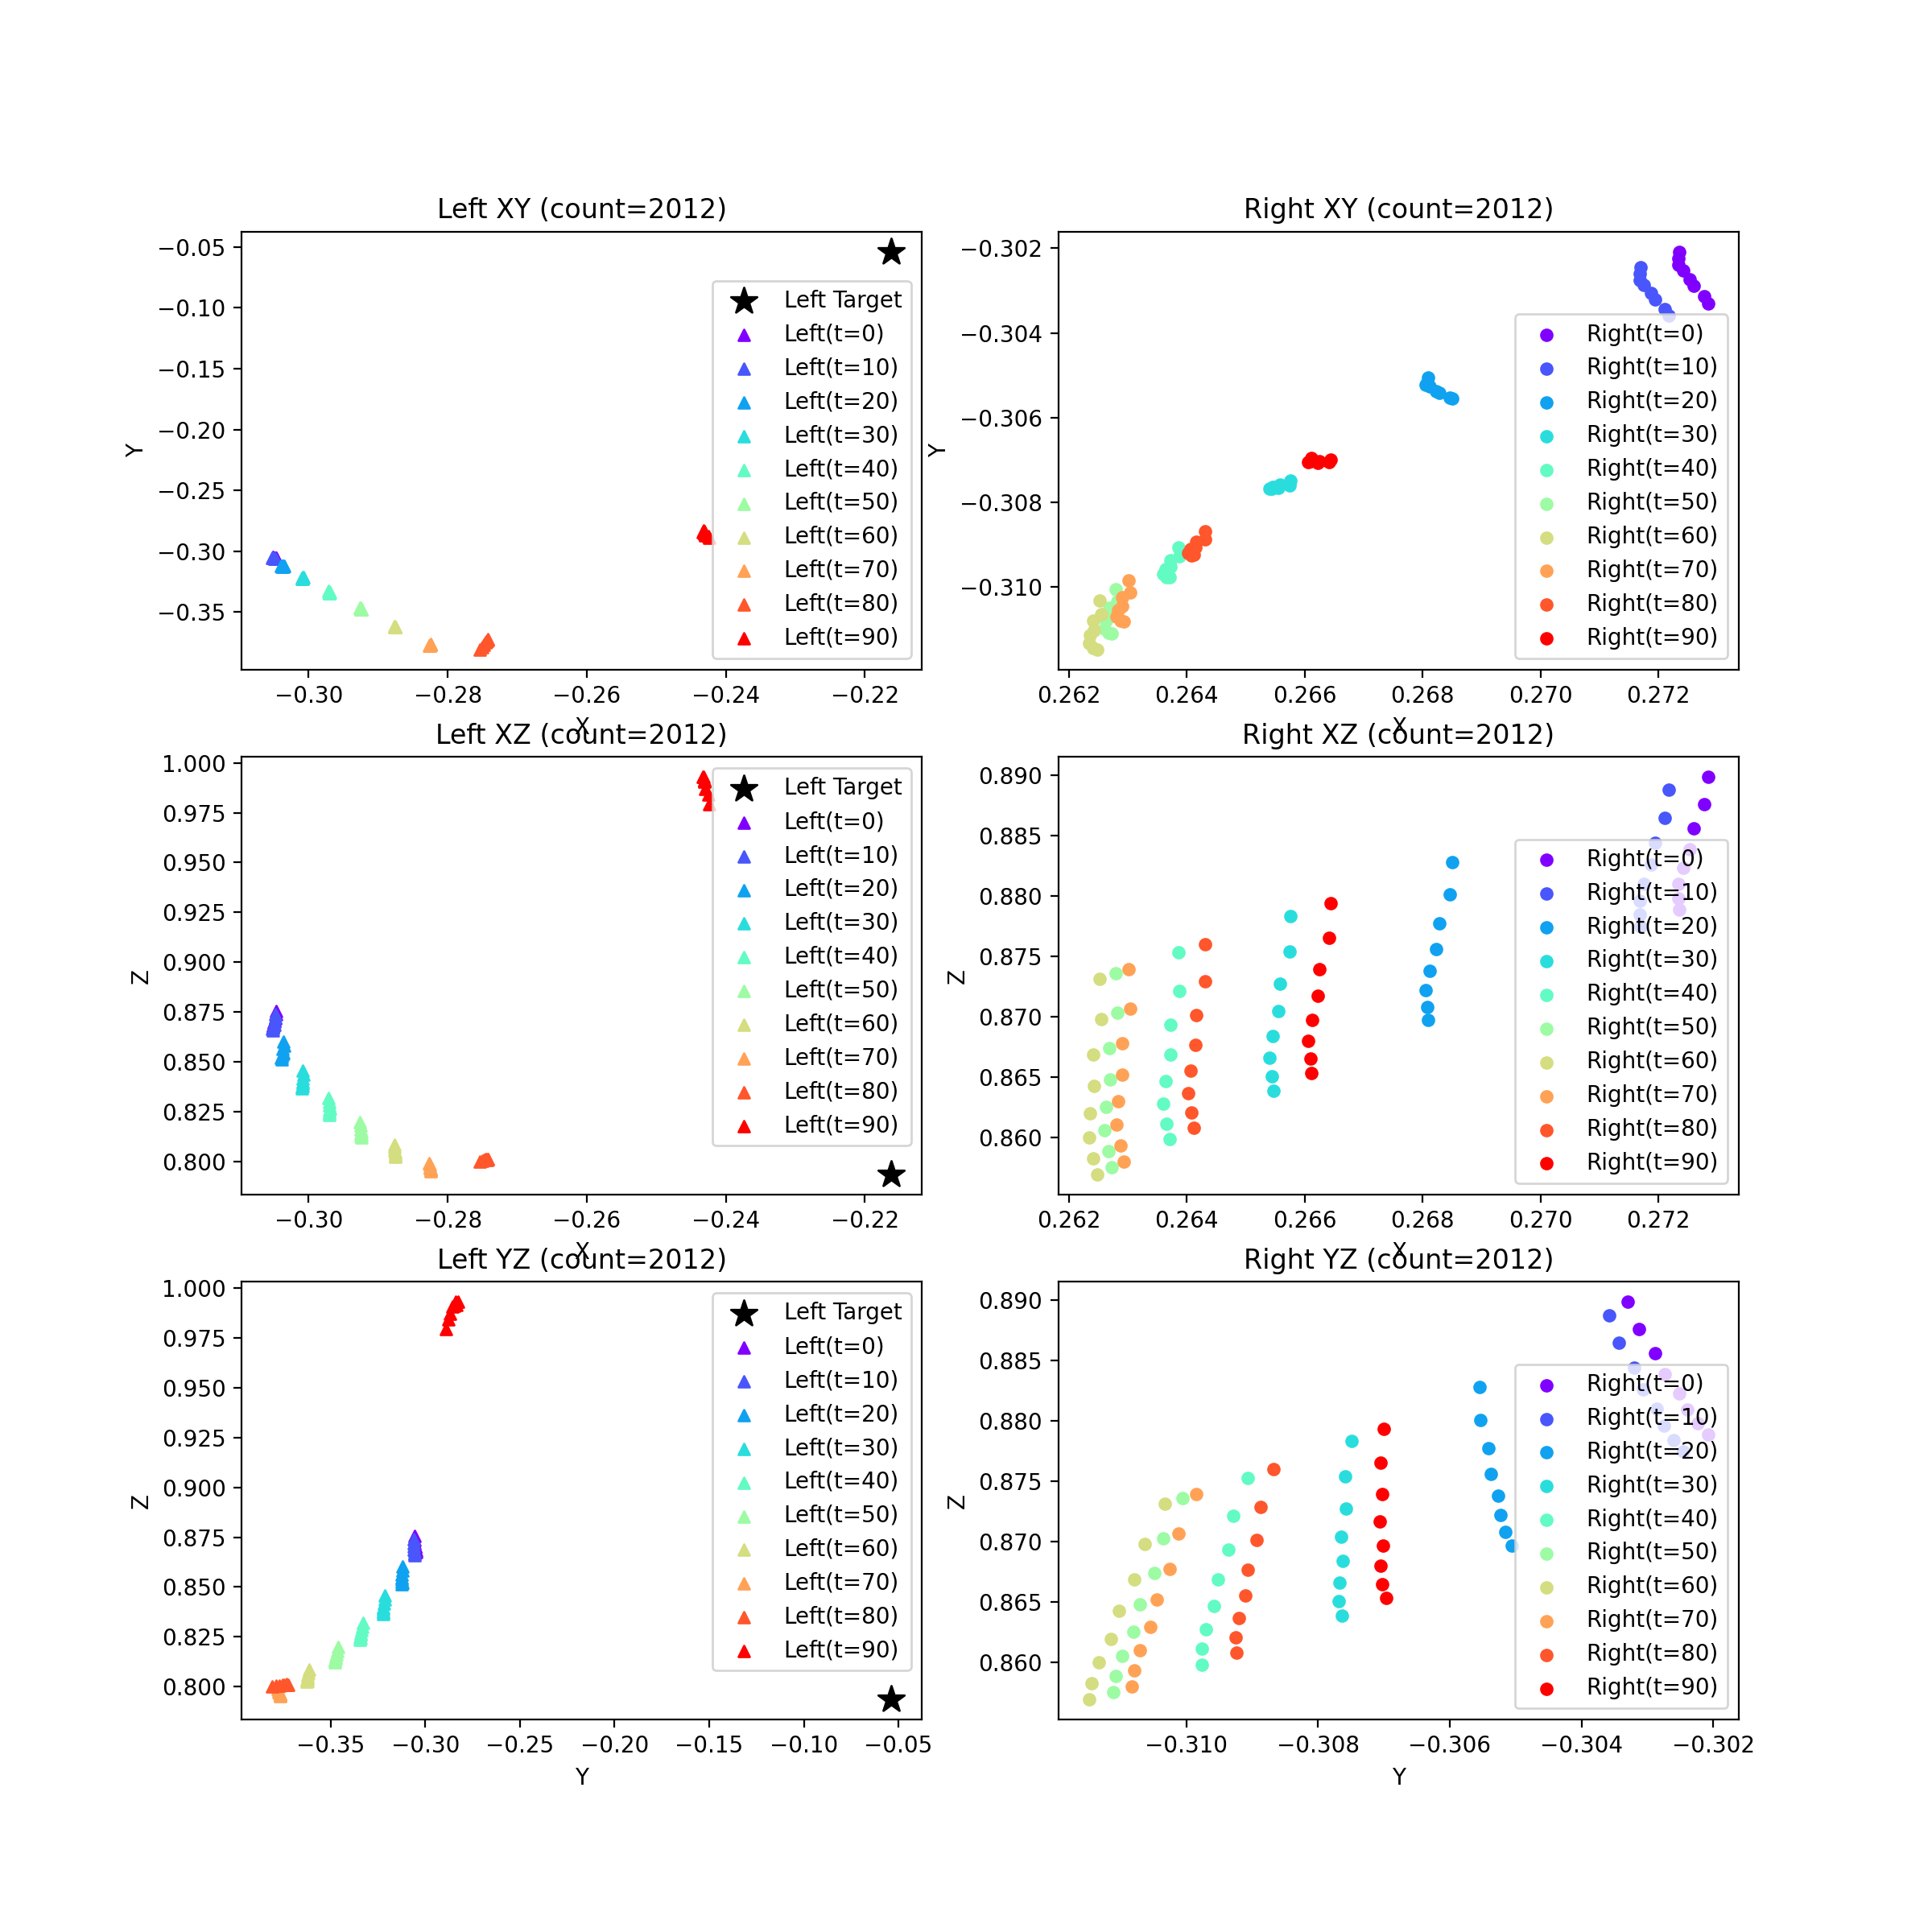 Left XY (count=2012)
−0.05
−0.10
−0.15
−0.20
−0.25
−0.30
−0.35
Y
Left Target
Left(t=0)
Left(t=10)
Left(t=20)
Left(t=30)
Left(t=40)
Left(t=50)
Left(t=60)
Left(t=70)
Left(t=80)
Left(t=90)
−0.30 −0.28 −0.26 −0.24 −0.22
X
Right XY (count=2012)
−0.302
−0.304
−0.306
−0.308
−0.310
Y
Right(t=0)
Right(t=10)
Right(t=20)
Right(t=30)
Right(t=40)
Right(t=50)
Right(t=60)
Right(t=70)
Right(t=80)
Right(t=90)
0.262 0.264 0.266 0.268 0.270 0.272
X
Left XZ (count=2012)
1.000
0.975
0.950
0.925
0.900
0.875
0.850
0.825
0.800
Z
Left Target
Left(t=0)
Left(t=10)
Left(t=20)
Left(t=30)
Left(t=40)
Left(t=50)
Left(t=60)
Left(t=70)
Left(t=80)
Left(t=90)
−0.30 −0.28 −0.26 −0.24 −0.22
X
Right XZ (count=2012)
0.890
0.885
0.880
0.875
0.870
0.865
0.860
Z
Right(t=0)
Right(t=10)
Right(t=20)
Right(t=30)
Right(t=40)
Right(t=50)
Right(t=60)
Right(t=70)
Right(t=80)
Right(t=90)
0.262 0.264 0.266 0.268 0.270 0.272
X
Left YZ (count=2012)
1.000
0.975
0.950
0.925
0.900
0.875
0.850
0.825
0.800
Z
Left Target
Left(t=0)
Left(t=10)
Left(t=20)
Left(t=30)
Left(t=40)
Left(t=50)
Left(t=60)
Left(t=70)
Left(t=80)
Left(t=90)
−0.35 −0.30 −0.25 −0.20 −0.15 −0.10 −0.05
Y
Right YZ (count=2012)
0.890
0.885
0.880
0.875
0.870
0.865
0.860
Z
Right(t=0)
Right(t=10)
Right(t=20)
Right(t=30)
Right(t=40)
Right(t=50)
Right(t=60)
Right(t=70)
Right(t=80)
Right(t=90)
−0.310 −0.308 −0.306 −0.304 −0.302
Y